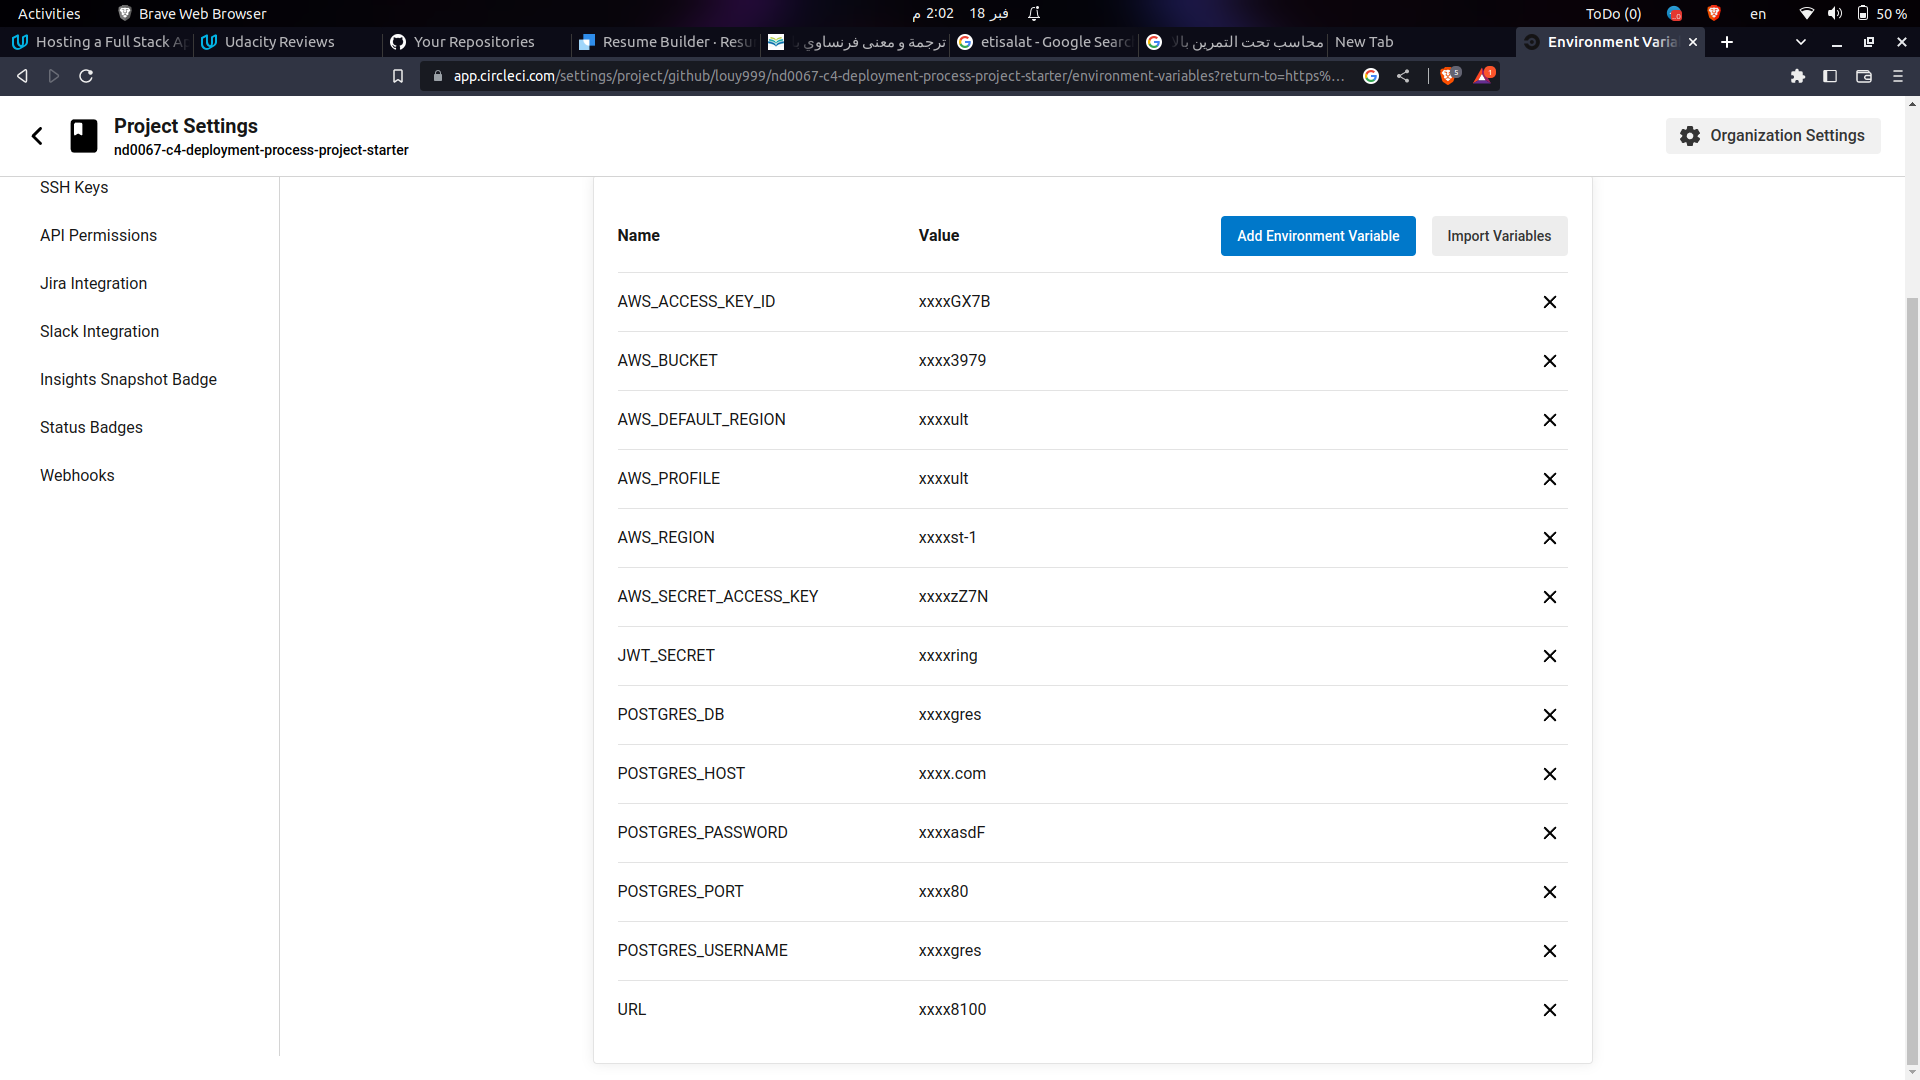 Activities Brave Web Browser 2:02 م 18 فبر ToDo (0) en 50 %
Hosting a Full Stack Ap Udacity Reviews Your Repositories Resume Builder · Resu ترجمة و معنى فرنساوي با etisalat - Google Search محاسب تحت التمرين بالا New Tab Environment Varia
app.circleci.com/settings/project/github/louy999/nd0067-c4-deployment-process-project-starter/environment-variables?return-to=https%... 5 1
Project Settings
nd0067-c4-deployment-process-project-starter
Organization Settings
SSH Keys
API Permissions
Jira Integration
Slack Integration
Insights Snapshot Badge
Status Badges
Webhooks
Name Value Add Environment Variable Import Variables
AWS_ACCESS_KEY_ID xxxxGX7B
AWS_BUCKET xxxx3979
AWS_DEFAULT_REGION xxxxult
AWS_PROFILE xxxxult
AWS_REGION xxxxst-1
AWS_SECRET_ACCESS_KEY xxxxzZ7N
JWT_SECRET xxxxring
POSTGRES_DB xxxxgres
POSTGRES_HOST xxxx.com
POSTGRES_PASSWORD xxxxasdF
POSTGRES_PORT xxxx80
POSTGRES_USERNAME xxxxgres
URL xxxx8100